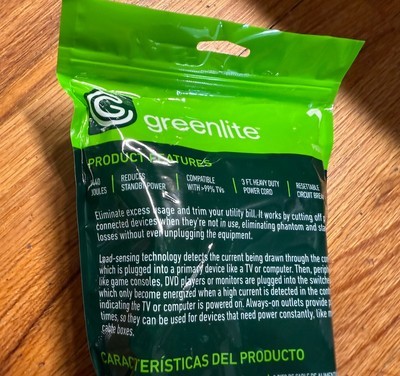 greenlite
PRODUCT FEATURES
REDUCES
STANDBY POWER
COMPATIBLE
WITH >99% TVs
3 FT. HEAVY DUTY
POWER CORD
RESETTABLE
CIRCUIT
JOULES
Eliminate excess usage and trim your utility bill. It works by cutting off
connected devices when they're not in use, eliminating phantom and
losses without even unplugging the equipment.
Load-sensing technology detects the current being drawn through the
which is plugged into a primary device like a TV or computer. Then,
like game consoles, DVD players or monitors are plugged into the
which only become energized when a high current is detected in the
indicating the TV or computer is powered on. Always-on outlets provide
times, so they can be used for devices that need power constantly, like
cable boxes.
CARACTERÍSTICAS DEL PRODUCTO